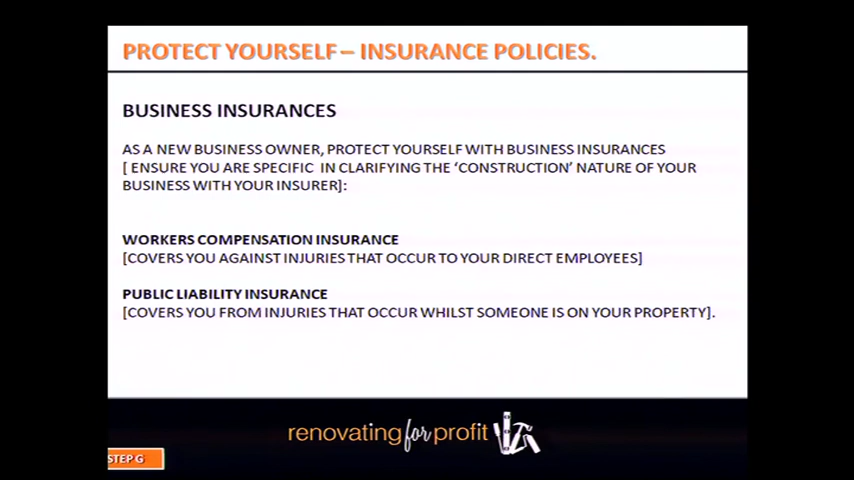 PROTECT YOURSELF – INSURANCE POLICIES.
BUSINESS INSURANCES
AS A NEW BUSINESS OWNER, PROTECT YOURSELF WITH BUSINESS INSURANCES
[ ENSURE YOU ARE SPECIFIC IN CLARIFYING THE ‘CONSTRUCTION’ NATURE OF YOUR
BUSINESS WITH YOUR INSURER]:
WORKERS COMPENSATION INSURANCE
[COVERS YOU AGAINST INJURIES THAT OCCUR TO YOUR DIRECT EMPLOYEES]
PUBLIC LIABILITY INSURANCE
[COVERS YOU FROM INJURIES THAT OCCUR WHILST SOMEONE IS ON YOUR PROPERTY].
renovating for profit
STEP G